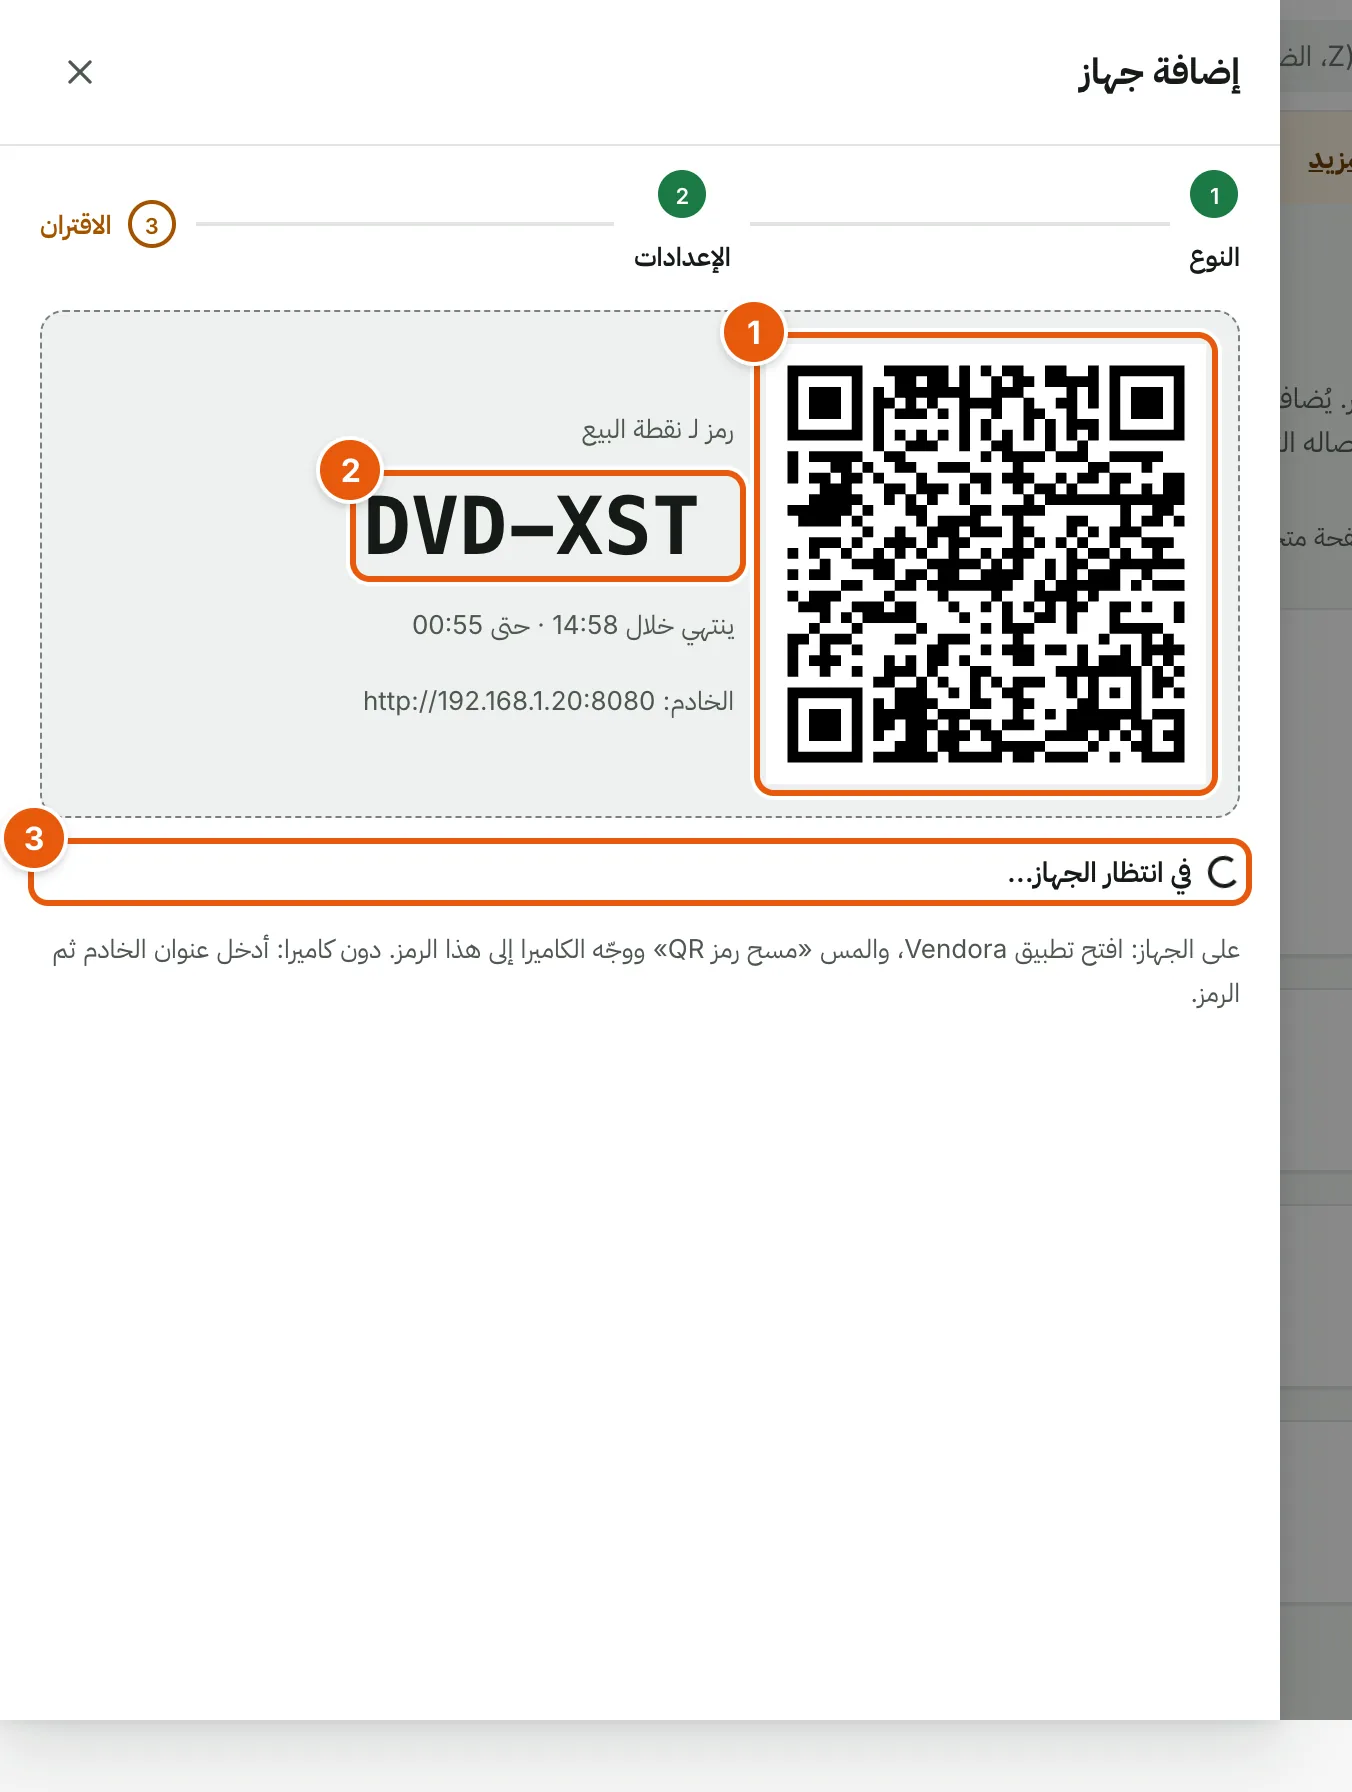 إضافة جهاز
1
النوع
2
الإعدادات
3 الاقتران
1
رمز لـ نقطة البيع
2
DVD–XST
ينتهي خلال 14:58 · حتى 00:55
الخادم: http://192.168.1.20:8080
3
في انتظار الجهاز...
على الجهاز: افتح تطبيق Vendora، والمس «مسح رمز QR» ووجّه الكاميرا إلى هذا الرمز. دون كاميرا: أدخل عنوان الخادم ثم
الرمز.